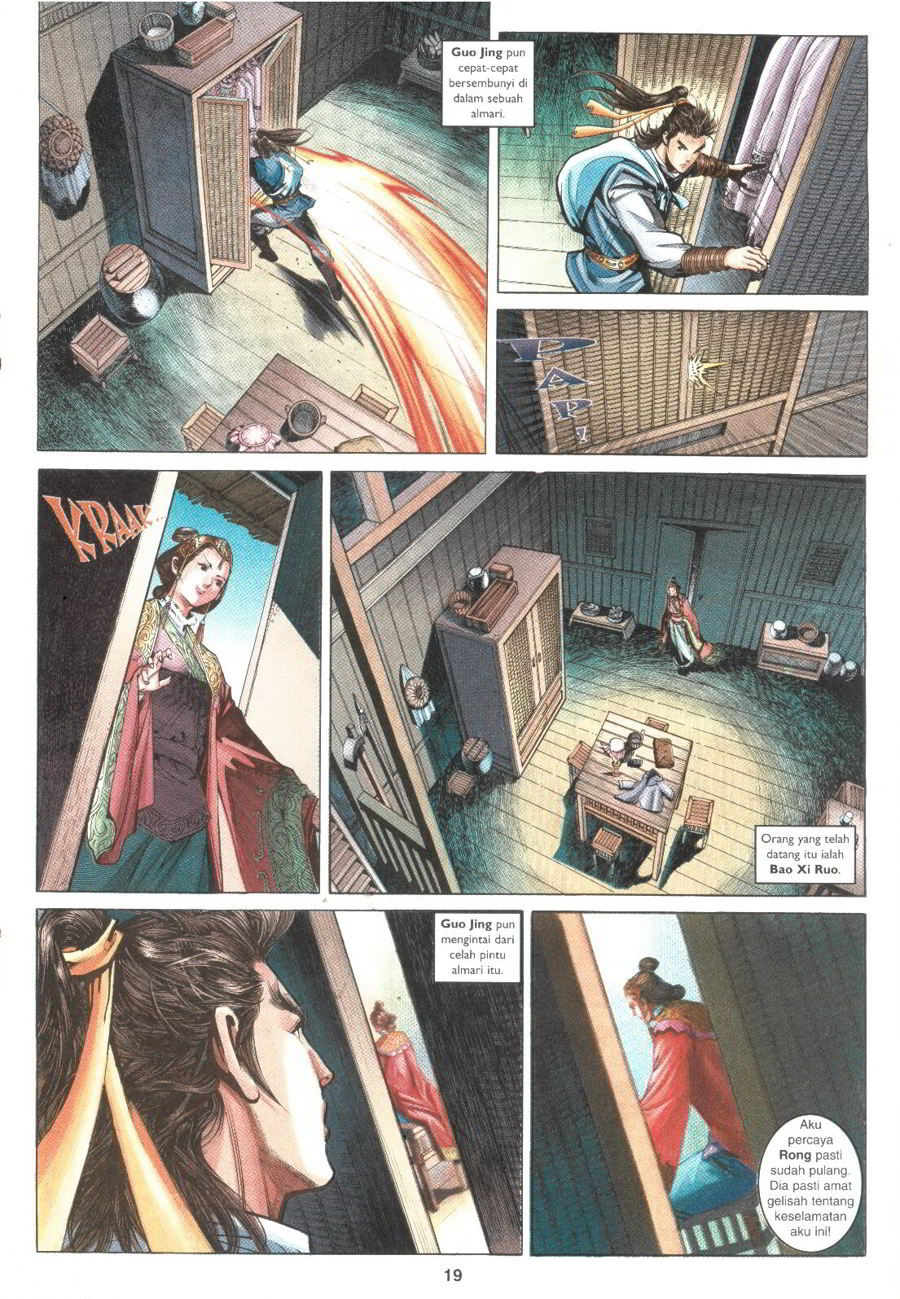 Guo Jing pun
cepat-cepat
bersembunyi di
dalam sebuah
almari.
PAP!
KRAAK...
Orang yang telah
datang itu ialah
Bao Xi Ruo.
Guo Jing pun
mengintai dari
celah pintu
almari itu.
Aku
percaya
Rong pasti
sudah pulang.
Dia pasti amat
gelisah tentang
keselamatan
aku ini!
19